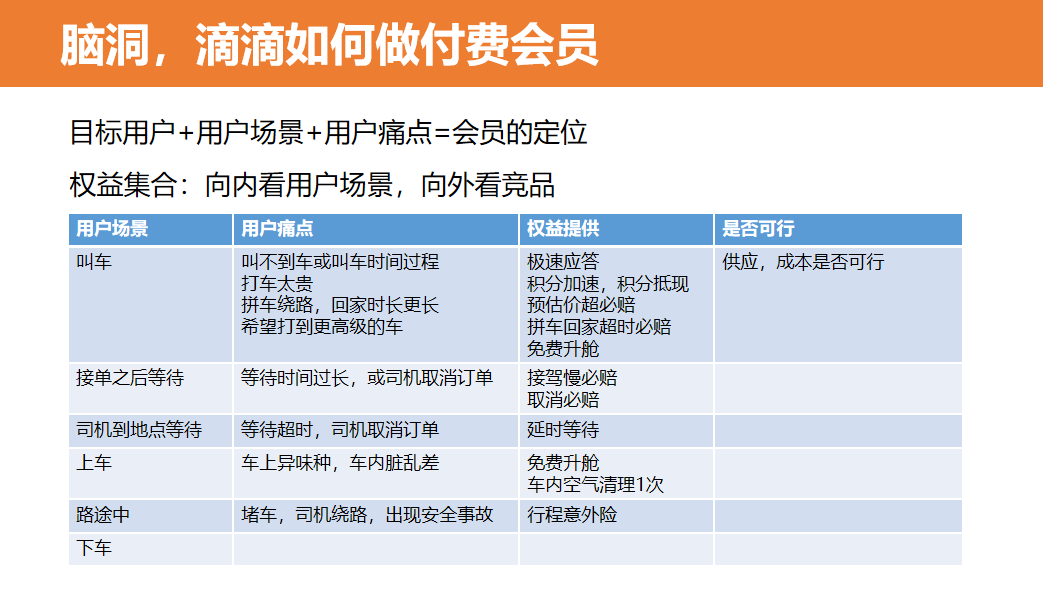 脑洞，滴滴如何做付费会员
目标用户+用户场景+用户痛点=会员的定位
权益集合：向内看用户场景，向外看竞品
用户场景 用户痛点 权益提供 是否可行
叫车 叫不到车或叫车时间过程 极速应答 供应，成本是否可行
打车太贵 积分加速，积分抵现
拼车绕路，回家时长更长 预估价超必赔
希望打到更高级的车 拼车回家超时必赔
免费升舱
接单之后等待 等待时间过长，或司机取消订单 接驾慢必赔
取消必赔
司机到地点等待 等待超时，司机取消订单 延时等待
上车 车上异味种，车内脏乱差 免费升舱
车内空气清理1次
路途中 堵车，司机绕路，出现安全事故 行程意外险
下车